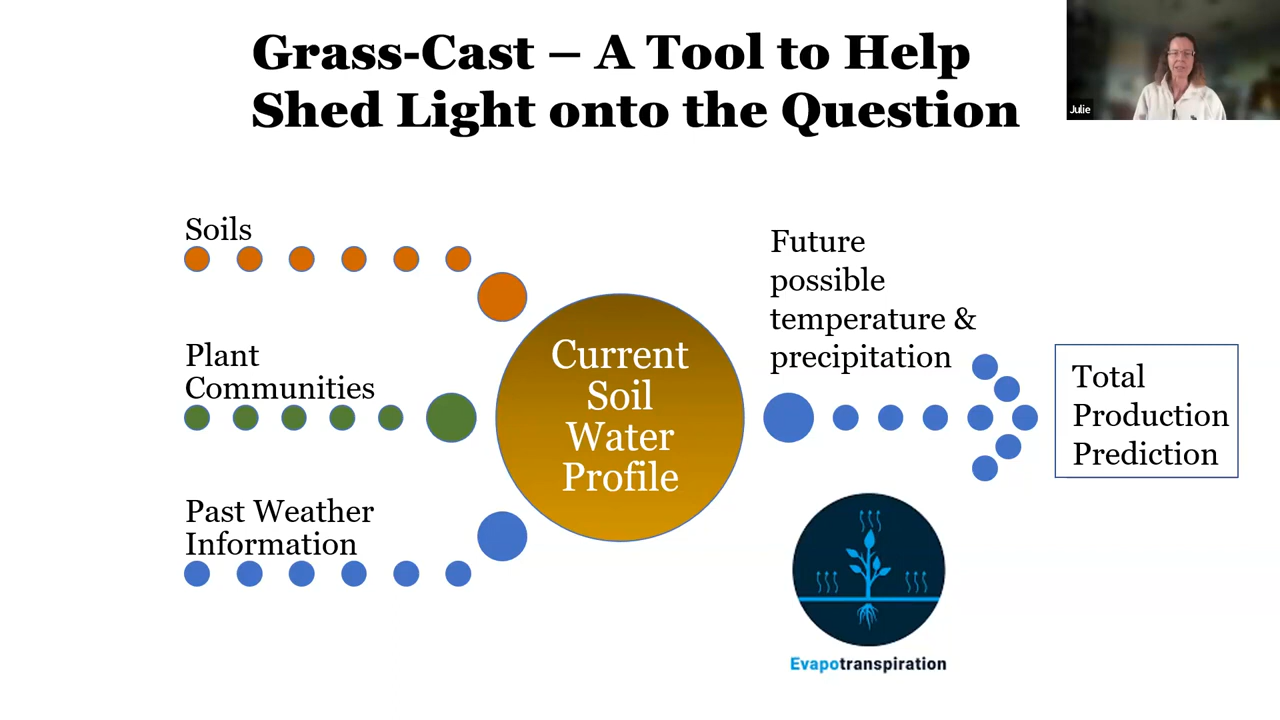 Grass-Cast – A Tool to Help
Shed Light onto the Question
Julie
Soils
Plant
Communities
Past Weather
Information
Current
Soil
Water
Profile
Future
possible
temperature &
precipitation
Total
Production
Prediction
Evapotranspiration